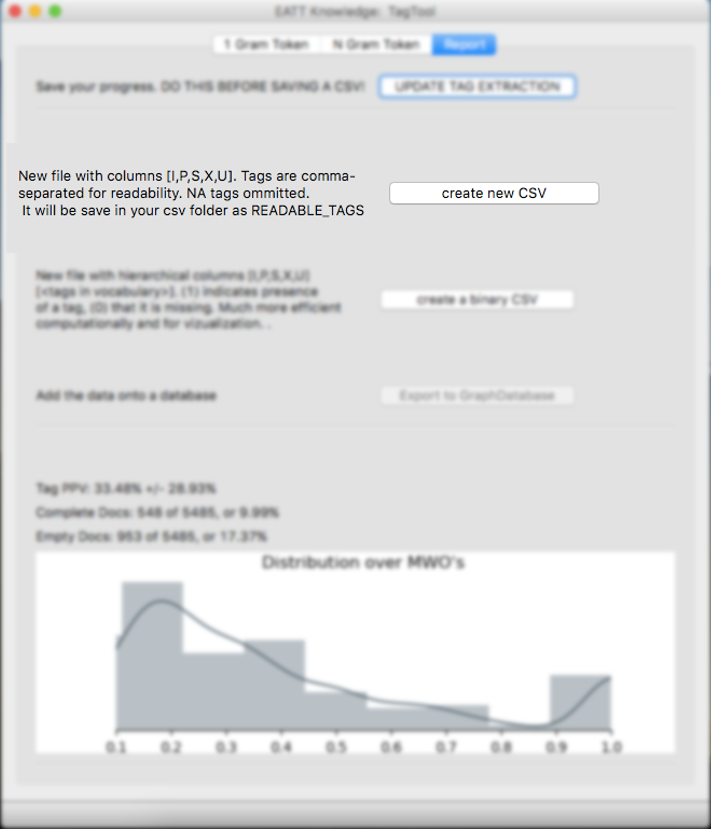 EATT Knowledge: TagTool
1 Gram Token N Gram Token Report
Save your progress. DO THIS BEFORE SAVING A CSV! UPDATE TAG EXTRACTION
New file with columns [I,P,S,X,U]. Tags are comma-
separated for readability. NA tags ommitted.
It will be save in your csv folder as READABLE_TAGS
create new CSV
New file with hierarchical columns [I,P,S,X,U]
[<tags in vocabulary>]. (1) indicates presence
of a tag, (0) that it is missing. Much more efficient
computationally and for vizualization. .
create a binary CSV
Add the data onto a database Export to GraphDatabase
Tag PPV: 33.48% +/- 28.93%
Complete Docs: 548 of 5485, or 9.99%
Empty Docs: 953 of 5485, or 17.37%
Distribution over MWO's
0.1 0.2 0.3 0.4 0.5 0.6 0.7 0.8 0.9 1.0